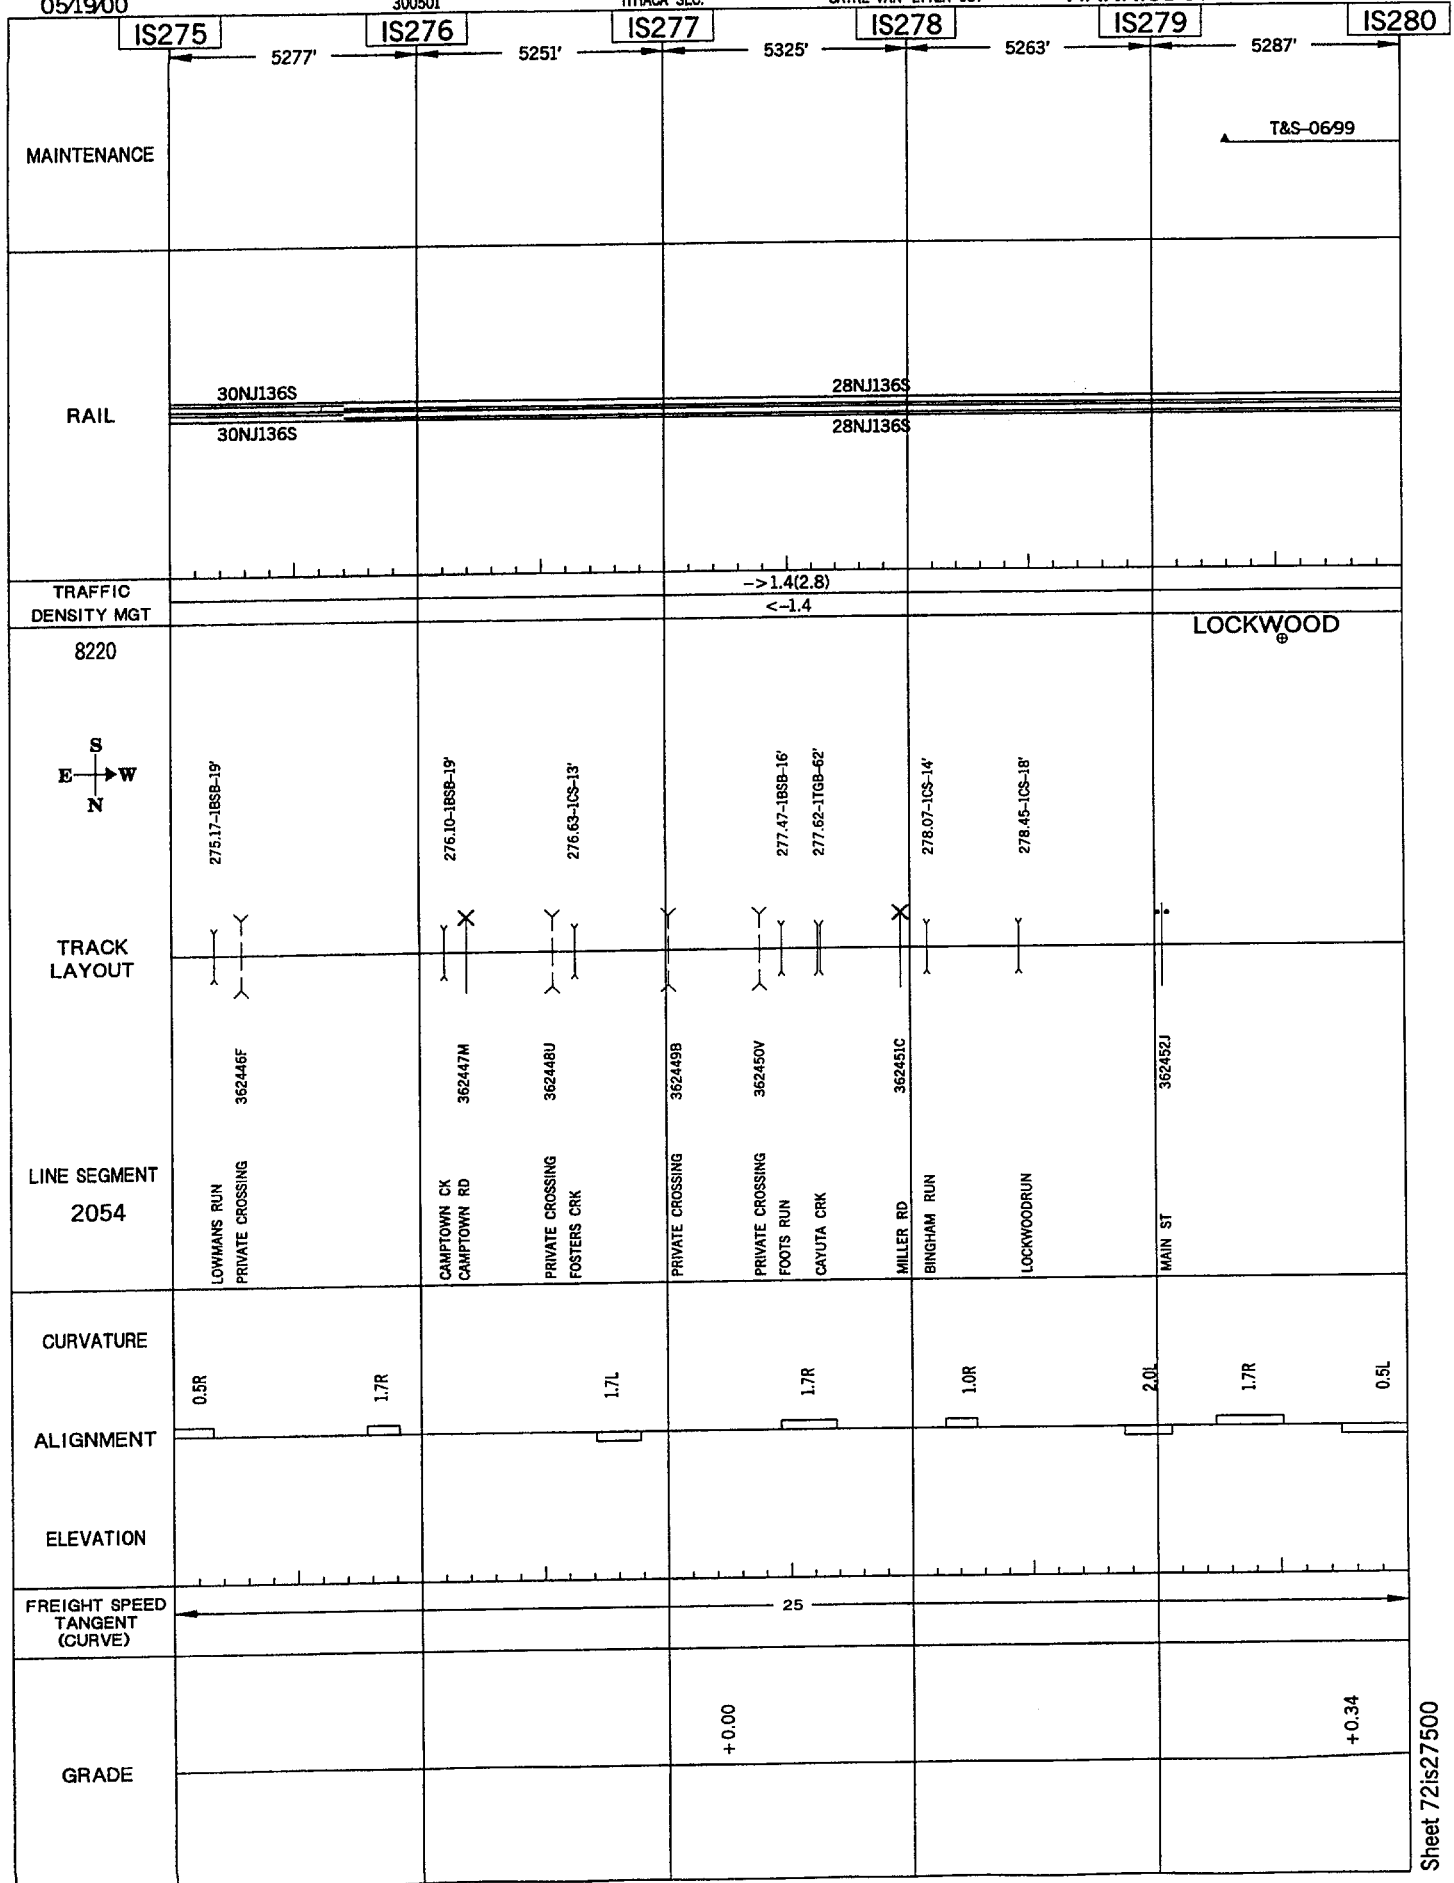 05/19/00 300501 ITHACA SEC.
IS275 IS276 IS277 IS278 IS279 IS280
5277' 5251' 5325' 5263' 5287'
MAINTENANCE
T&S-06/99
RAIL
30NJ136S 28NJ136S
30NJ136S 28NJ136S
TRAFFIC
DENSITY MGT
->1.4(2.8)
<-1.4
8220
LOCKWOOD
S
E W
N
275.17-1BSB-19'
276.10-1BSB-19'
276.63-1CS-13'
277.47-1BSB-16'
277.62-1TGB-62'
278.07-1CS-14'
278.45-1CS-18'
TRACK
LAYOUT
362446F
362447M
362448U
362449B
362450V
362451C
362452J
LINE SEGMENT
2054
LOWMANS RUN
PRIVATE CROSSING
CAMPTOWN CK
CAMPTOWN RD
PRIVATE CROSSING
FOSTERS CRK
PRIVATE CROSSING
PRIVATE CROSSING
FOOTS RUN
CAYUTA CRK
MILLER RD
BINGHAM RUN
LOCKWOODRUN
MAIN ST
CURVATURE
0.5R 1.7R 1.7L 1.7R 1.0R 2.0L 1.7R 0.5L
ALIGNMENT
ELEVATION
FREIGHT SPEED
TANGENT
(CURVE)
25
GRADE
+0.00
+0.34
Sheet 72is27500